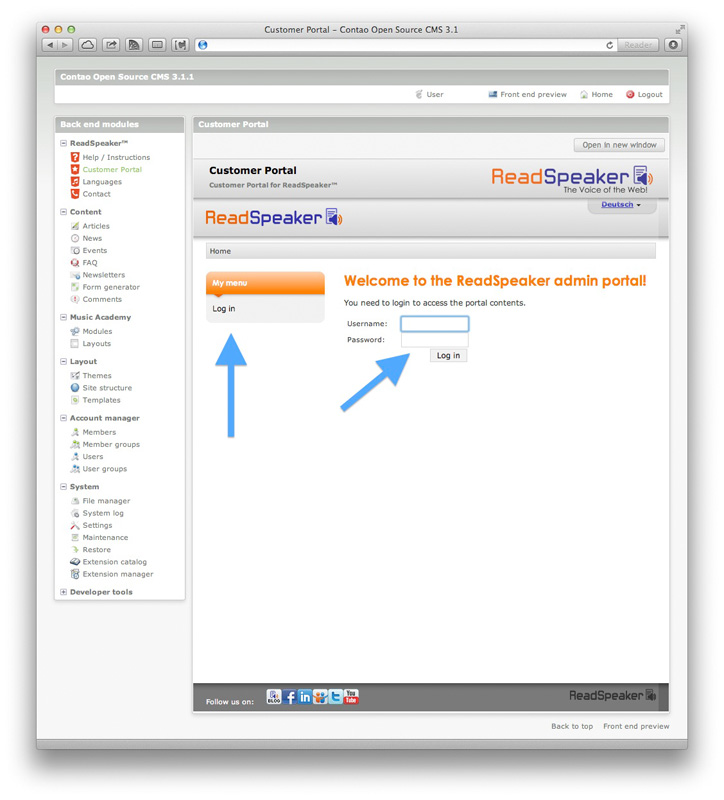 Customer Portal – Contao Open Source CMS 3.1
Reader
Contao Open Source CMS 3.1.1
User Front end preview Home Logout
Back end modules
ReadSpeaker™
Help / Instructions
Customer Portal
Languages
Contact
Content
Articles
News
Events
FAQ
Newsletters
Form generator
Comments
Music Academy
Modules
Layouts
Layout
Themes
Site structure
Templates
Account manager
Members
Member groups
Users
User groups
System
File manager
System log
Settings
Maintenance
Restore
Extension catalog
Extension manager
Developer tools
Customer Portal
Open in new window
Customer Portal
Customer Portal for ReadSpeaker™
ReadSpeaker
The Voice of the Web!
Deutsch
ReadSpeaker
Home
My menu
Log in
Welcome to the ReadSpeaker admin portal!
You need to login to access the portal contents.
Username:
Password:
Log in
Follow us on:
BLOG
You Tube
ReadSpeaker
Back to top Front end preview